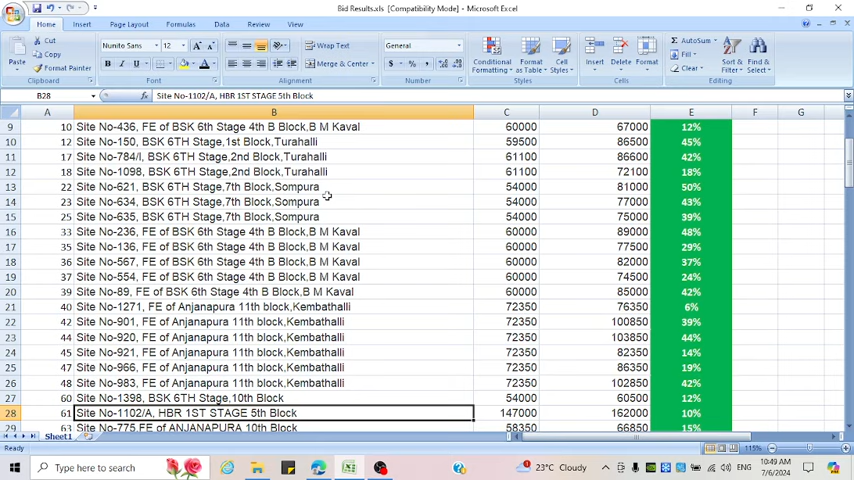 Bid Results.xls [Compatibility Mode] - Microsoft Excel
Home Insert Page Layout Formulas Data Review View
Cut
Copy
Format Painter
Paste
Clipboard
Nunito Sans 12
B I U
Font
Wrap Text
Merge & Center
Alignment
General
$ % ,
Number
Conditional Formatting
Format as Table
Cell Styles
Styles
Insert Delete Format
Cells
AutoSum
Fill
Clear
Sort & Filter
Find & Select
Editing
B28 Site No-1102/A, HBR 1ST STAGE 5th Block
A B C D E F G
9 10 Site No-436, FE of BSK 6th Stage 4th B Block,B M Kaval 60000 67000 12%
10 12 Site No-150, BSK 6TH Stage,1st Block,Turahalli 59500 86500 45%
11 17 Site No-784/I, BSK 6TH Stage,2nd Block,Turahalli 61100 86600 42%
12 18 Site No-1098, BSK 6TH Stage,2nd Block,Turahalli 61100 72100 18%
13 22 Site No-621, BSK 6TH Stage,7th Block,Sompura 54000 81000 50%
14 23 Site No-634, BSK 6TH Stage,7th Block,Sompura 54000 77000 43%
15 25 Site No-635, BSK 6TH Stage,7th Block,Sompura 54000 75000 39%
16 33 Site No-236, FE of BSK 6th Stage 4th B Block,B M Kaval 60000 89000 48%
17 35 Site No-136, FE of BSK 6th Stage 4th B Block,B M Kaval 60000 77500 29%
18 36 Site No-567, FE of BSK 6th Stage 4th B Block,B M Kaval 60000 82000 37%
19 37 Site No-554, FE of BSK 6th Stage 4th B Block,B M Kaval 60000 74500 24%
20 39 Site No-89, FE of BSK 6th Stage 4th B Block,B M Kaval 60000 85000 42%
21 40 Site No-1271, FE of Anjanapura 11th block,Kembathalli 72350 76350 6%
22 42 Site No-901, FE of Anjanapura 11th block,Kembathalli 72350 100850 39%
23 44 Site No-920, FE of Anjanapura 11th block,Kembathalli 72350 103850 44%
24 45 Site No-921, FE of Anjanapura 11th block,Kembathalli 72350 82350 14%
25 47 Site No-966, FE of Anjanapura 11th block,Kembathalli 72350 86350 19%
26 48 Site No-983, FE of Anjanapura 11th block,Kembathalli 72350 102850 42%
27 60 Site No-1398, BSK 6TH Stage,10th Block 54000 60500 12%
28 61 Site No-1102/A, HBR 1ST STAGE 5th Block 147000 162000 10%
29 63 Site No-775,FE of ANJANAPURA 10th Block 58350 66850 15%
Sheet1
Ready 115%
Type here to search 23°C Cloudy ENG 10:49 AM
7/6/2024